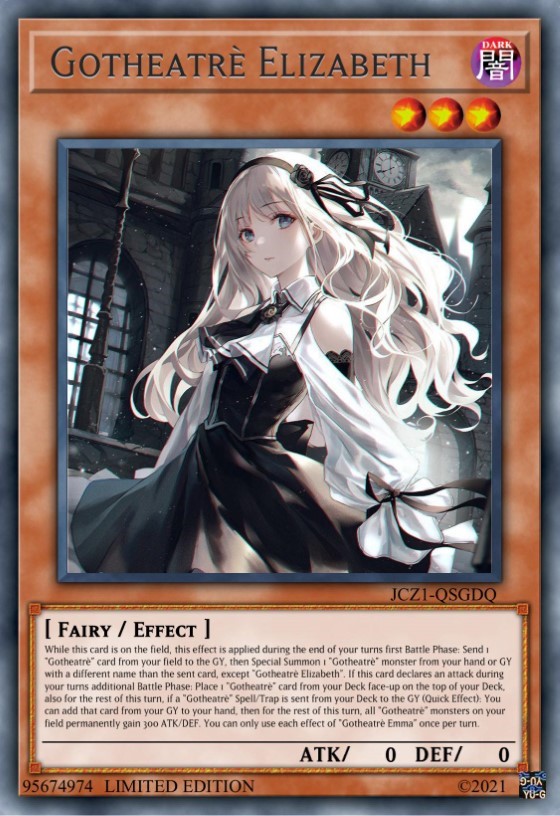 GOTHEATRÈ ELIZABETH
DARK
闇
JCZ1-QSGDQ
[ FAIRY / EFFECT ]
While this card is on the field, this effect is applied during the end of your turns first Battle Phase: Send 1
"Gotheatrè" card from your field to the GY, then Special Summon 1 "Gotheatrè" monster from your hand or GY
with a different name than the sent card, except "Gotheatrè Elizabeth". If this card declares an attack during
your turns additional Battle Phase: Place 1 "Gotheatrè" card from your Deck face-up on the top of your Deck,
also for the rest of this turn, if a "Gotheatrè" Spell/Trap is sent from your Deck to the GY (Quick Effect): You
can add that card from your GY to your hand, then for the rest of this turn, all "Gotheatrè" monsters on your
field permanently gain 300 ATK/DEF. You can only use each effect of "Gotheatrè Emma" once per turn.
ATK/ 0 DEF/ 0
95674974 LIMITED EDITION ©2021